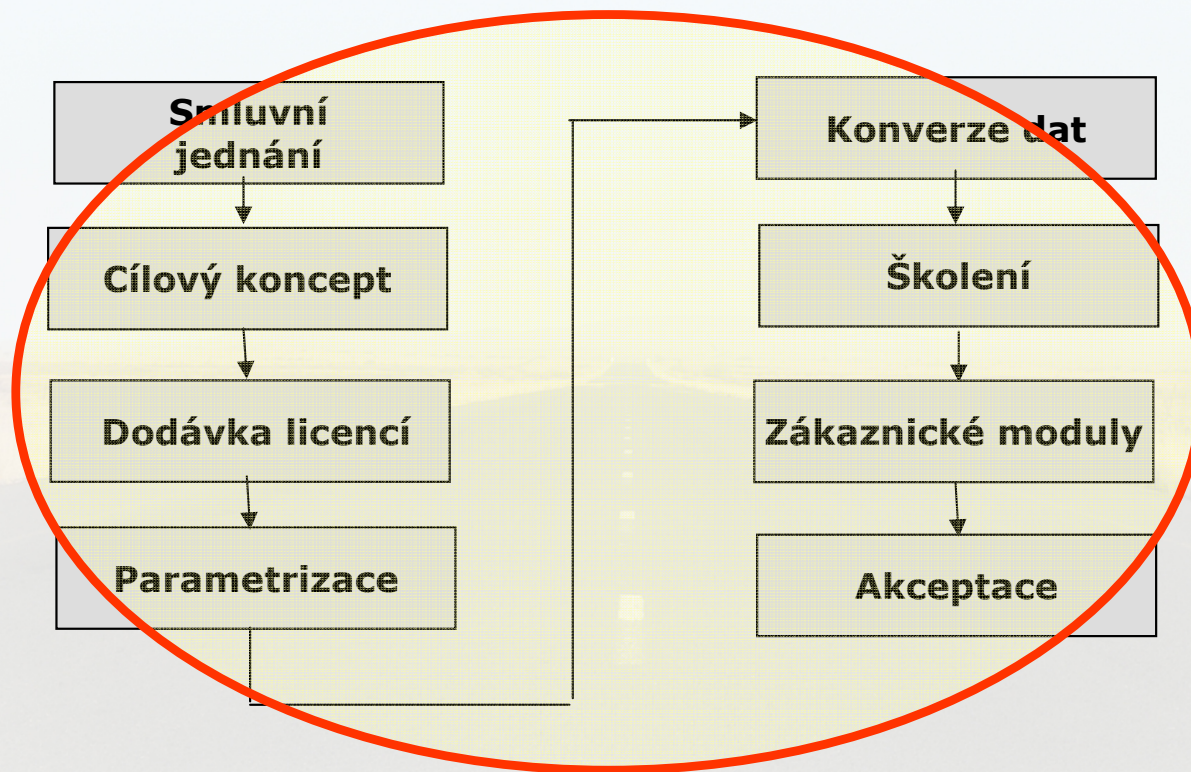 Smluvní
jednání
Cílový koncept
Dodávka licencí
Parametrizace
Konverze dat
Školení
Zákaznické moduly
Akceptace